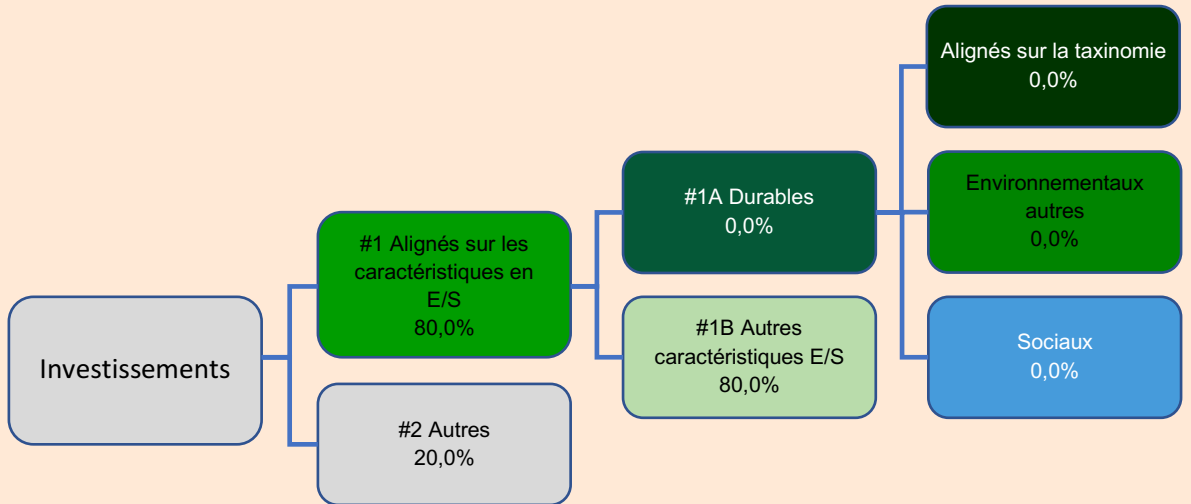 Investissements
#1 Alignés sur les
caractéristiques en
E/S
80,0%
#2 Autres
20,0%
#1A Durables
0,0%
#1B Autres
caractéristiques E/S
80,0%
Alignés sur la taxinomie
0,0%
Environnementaux
autres
0,0%
Sociaux
0,0%